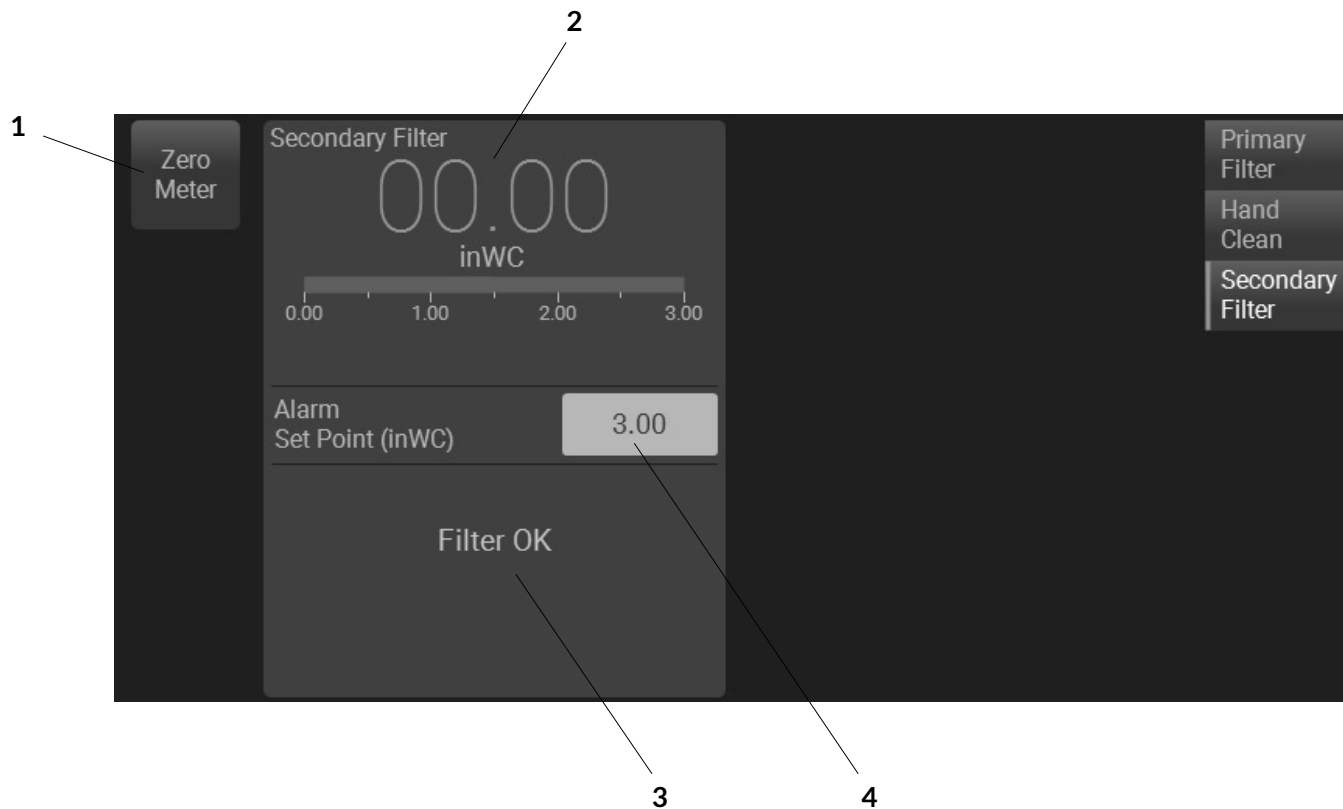 2
1
Zero
Meter
Secondary Filter
00.00
inWC
0.00 1.00 2.00 3.00
Alarm
Set Point (inWC)
3.00
Filter OK
Primary
Filter
Hand
Clean
Secondary
Filter
3
4